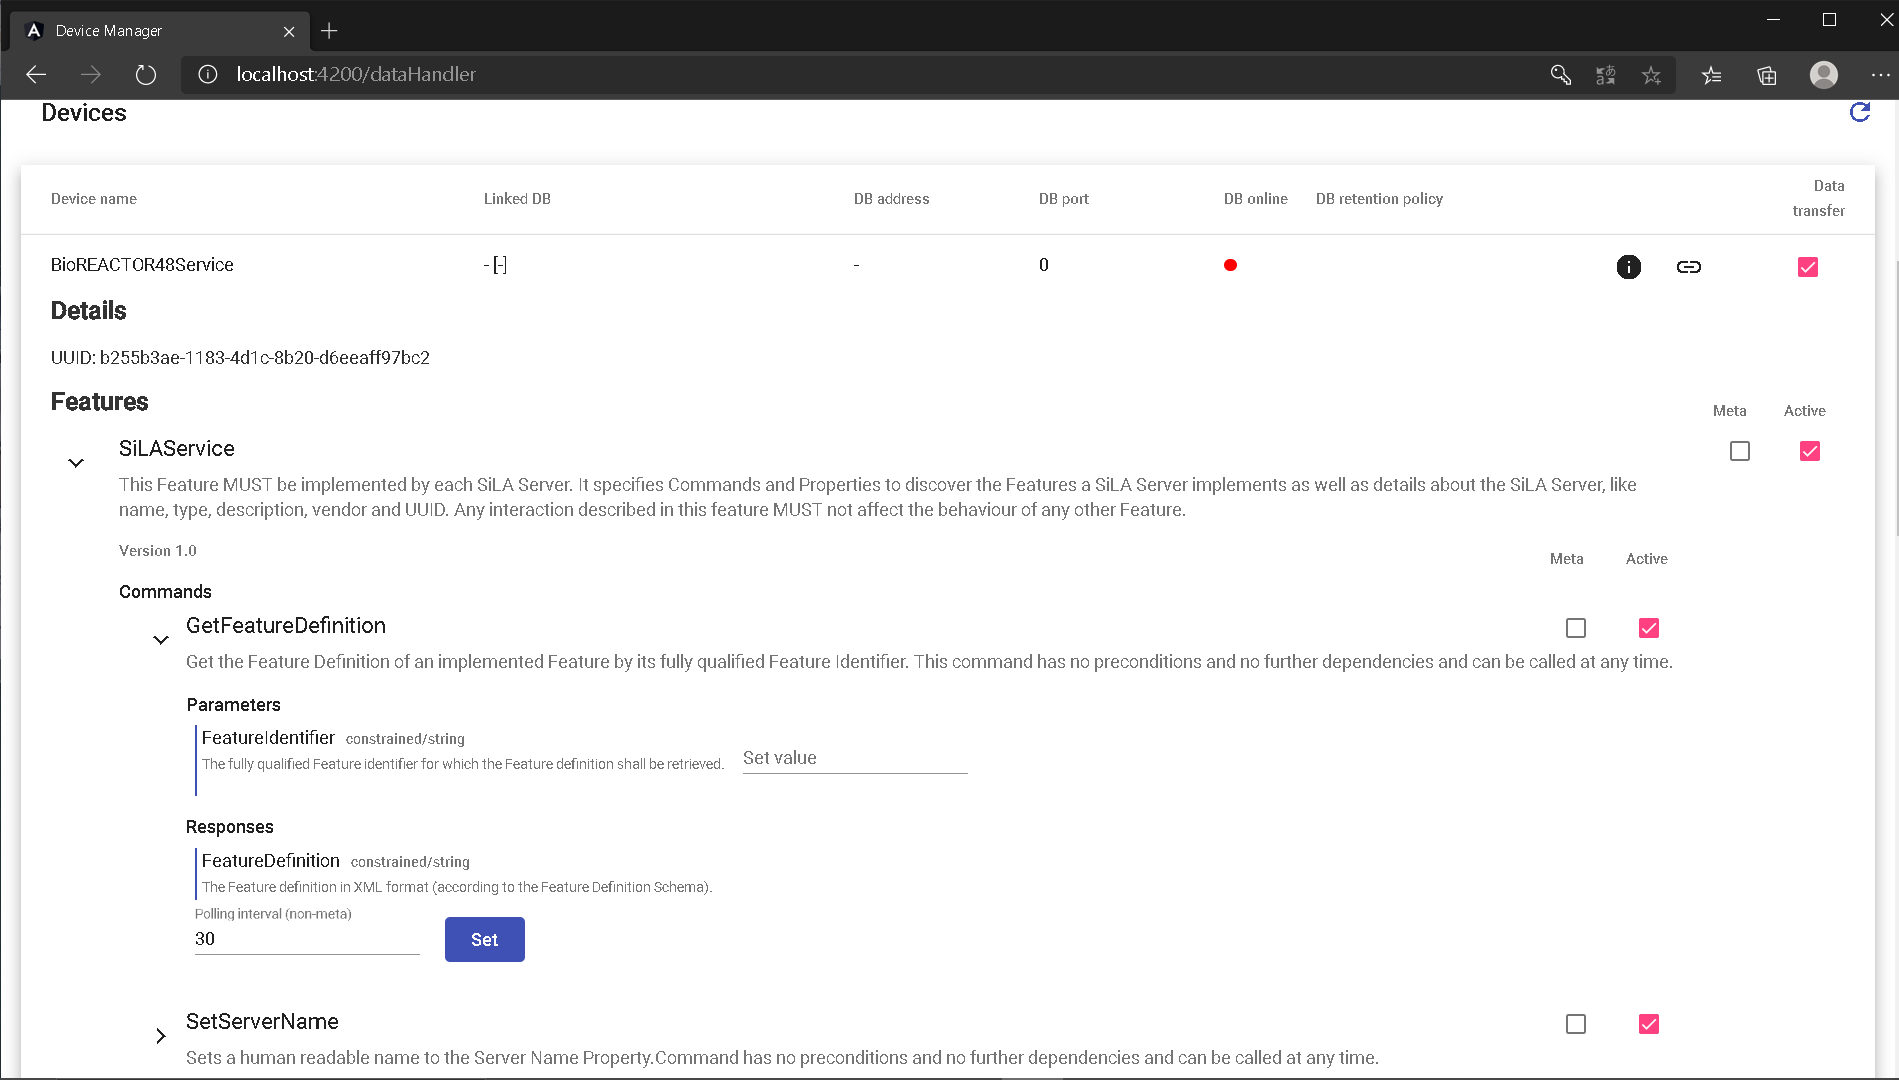 Device Manager
localhost:4200/dataHandler
Devices
Device name Linked DB DB address DB port DB online DB retention policy Data transfer
BioREACTOR48Service - [-] - 0
Details
UUID: b255b3ae-1183-4d1c-8b20-d6eeaff97bc2
Features
Meta Active
SiLAService
This Feature MUST be implemented by each SiLA Server. It specifies Commands and Properties to discover the Features a SiLA Server implements as well as details about the SiLA Server, like
name, type, description, vendor and UUID. Any interaction described in this feature MUST not affect the behaviour of any other Feature.
Version 1.0
Meta Active
Commands
GetFeatureDefinition
Get the Feature Definition of an implemented Feature by its fully qualified Feature Identifier. This command has no preconditions and no further dependencies and can be called at any time.
Parameters
FeatureIdentifier constrained/string
The fully qualified Feature identifier for which the Feature definition shall be retrieved. Set value
Responses
FeatureDefinition constrained/string
The Feature definition in XML format (according to the Feature Definition Schema).
Polling interval (non-meta)
30 Set
SetServerName
Sets a human readable name to the Server Name Property.Command has no preconditions and no further dependencies and can be called at any time.